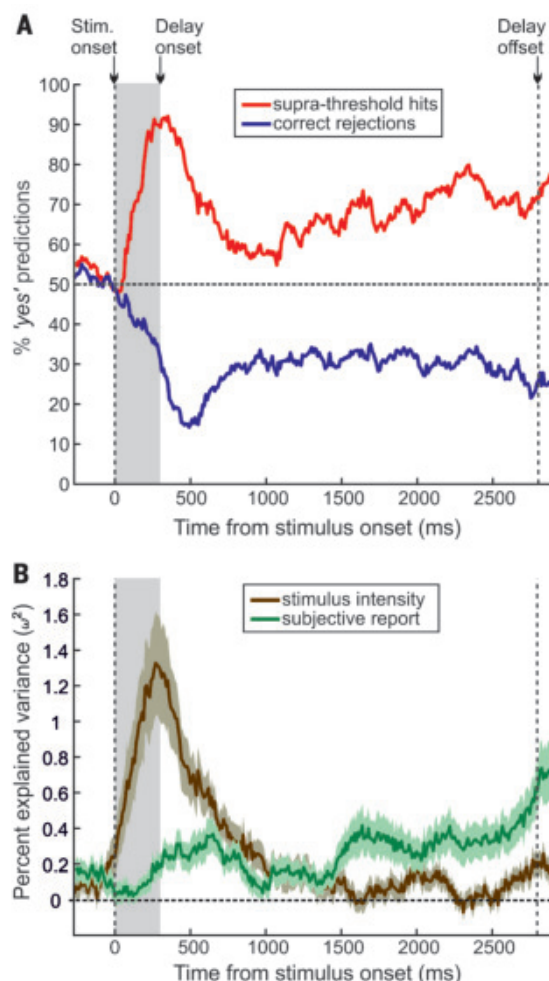 A
Stim. onset
Delay onset
Delay offset
100
90
80
70
60
50
40
30
20
10
0
% 'yes' predictions
supra-threshold hits
correct rejections
0 500 1000 1500 2000 2500
Time from stimulus onset (ms)
B
1.8
1.6
1.4
1.2
1
0.8
0.6
0.4
0.2
0
Percent explained variance (ω²)
stimulus intensity
subjective report
0 500 1000 1500 2000 2500
Time from stimulus onset (ms)